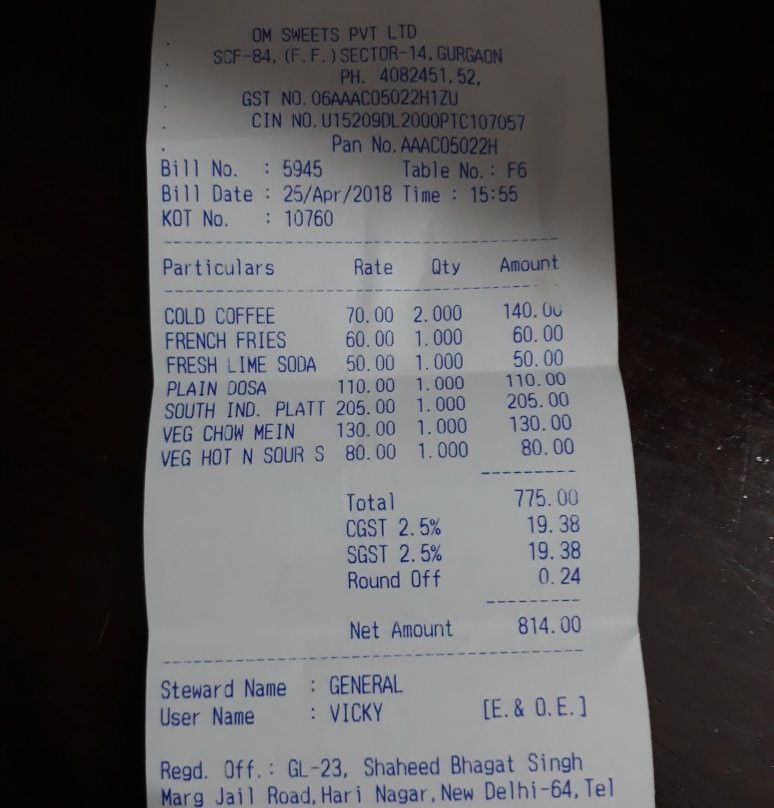 OM SWEETS PVT LTD
SCF-84, (F.F.) SECTOR-14, GURGAON
PH. 4082451,52,
GST NO. 06AAACO5022H1ZU
CIN NO. U15209DL2000PTC107057
Pan No. AAACO5022H
Bill No. : 5945 Table No. : F6
Bill Date : 25/Apr/2018 Time : 15:55
KOT No. : 10760
Particulars Rate Qty Amount
COLD COFFEE 70.00 2.000 140.00
FRENCH FRIES 60.00 1.000 60.00
FRESH LIME SODA 50.00 1.000 50.00
PLAIN DOSA 110.00 1.000 110.00
SOUTH IND. PLATT 205.00 1.000 205.00
VEG CHOW MEIN 130.00 1.000 130.00
VEG HOT N SOUR S 80.00 1.000 80.00
Total 775.00
CGST 2.5% 19.38
SGST 2.5% 19.38
Round Off 0.24
Net Amount 814.00
Steward Name : GENERAL
User Name : VICKY [E.& O.E.]
Regd. Off.: GL-23, Shaheed Bhagat Singh
Marg Jail Road, Hari Nagar, New Delhi-64, Tel